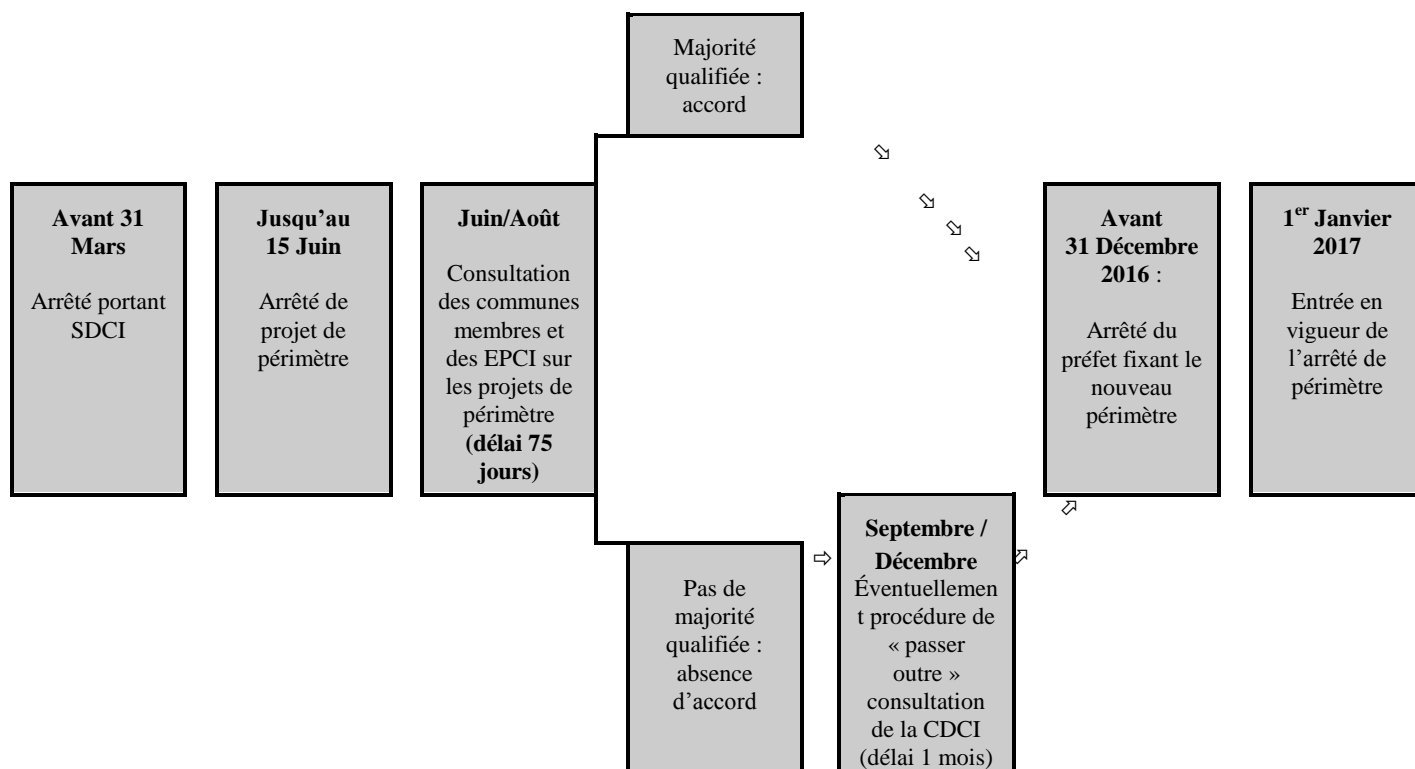 Majorité
qualifiée :
accord
Avant 31
Mars
Arrêté portant
SDCI
Jusqu’au
15 Juin
Arrêté de
projet de
périmètre
Juin/Août
Consultation
des communes
membres et
des EPCI sur
les projets de
périmètre
(délai 75
jours)
Pas de
majorité
qualifiée :
absence
d’accord
Septembre /
Décembre
Éventuellemen
t procédure de
« passer
outre »
consultation
de la CDCI
(délai 1 mois)
Avant
31 Décembre
2016 :
Arrêté du
préfet fixant le
nouveau
périmètre
1er Janvier
2017
Entrée en
vigueur de
l’arrêté de
périmètre